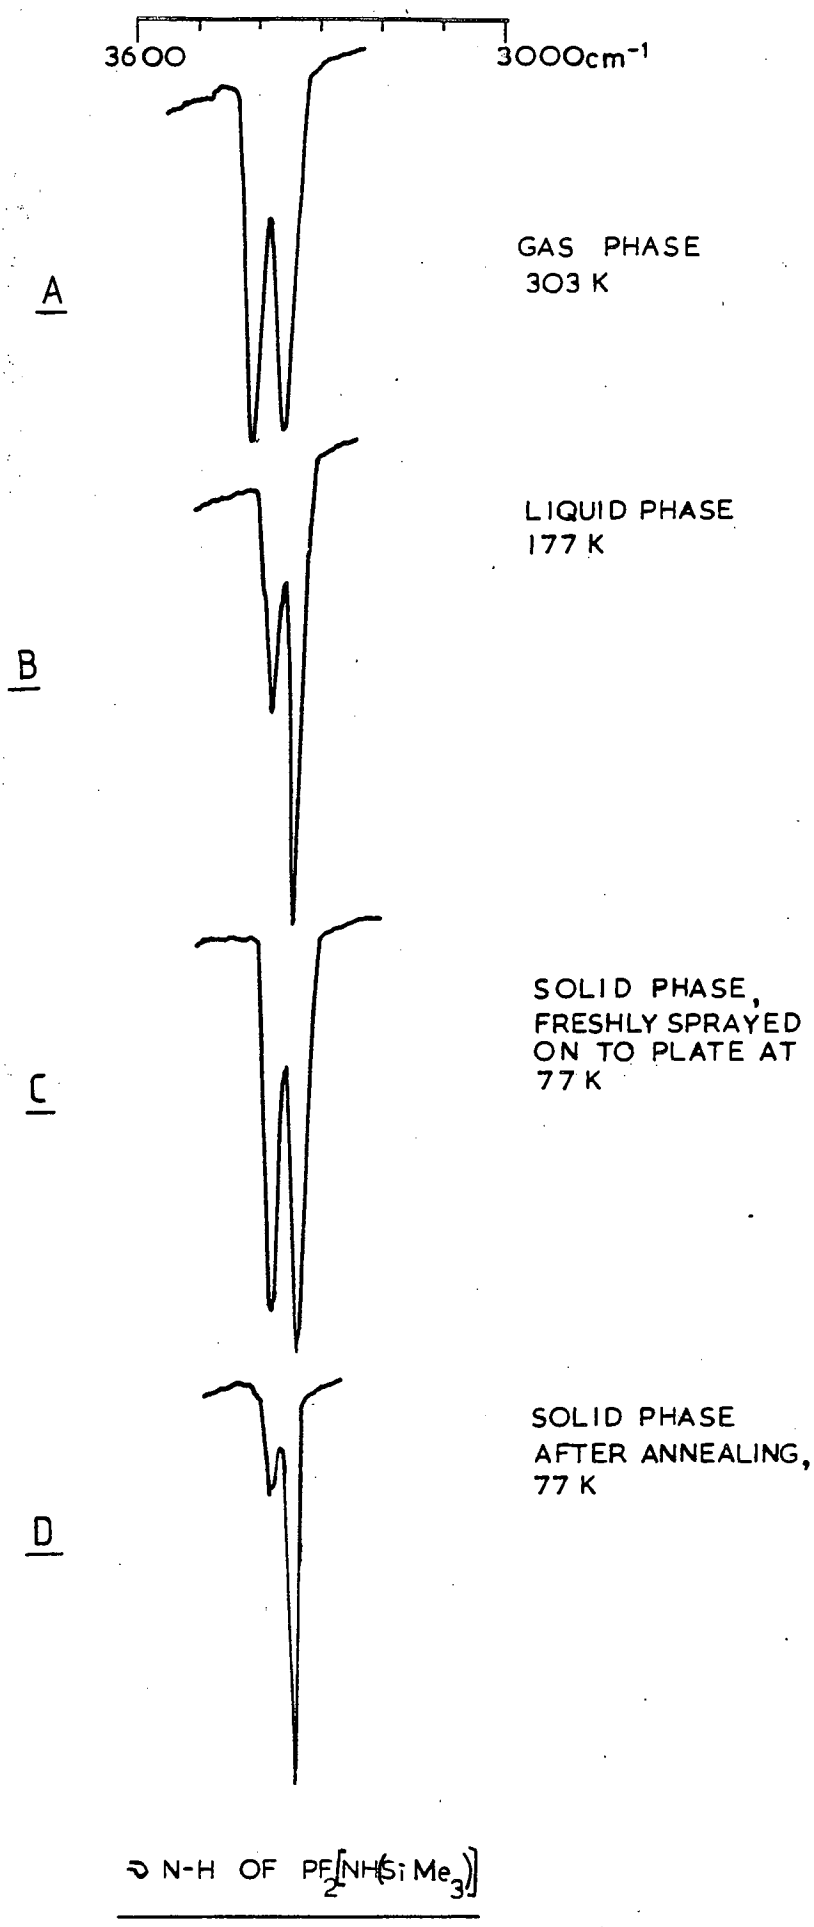 3600 3000cm⁻¹
A
GAS PHASE
303 K
B
LIQUID PHASE
177 K
C
SOLID PHASE,
FRESHLY SPRAYED
ON TO PLATE AT
77 K
D
SOLID PHASE
AFTER ANNEALING,
77 K
ν N-H OF PF₂[NH(SiMe₃)]